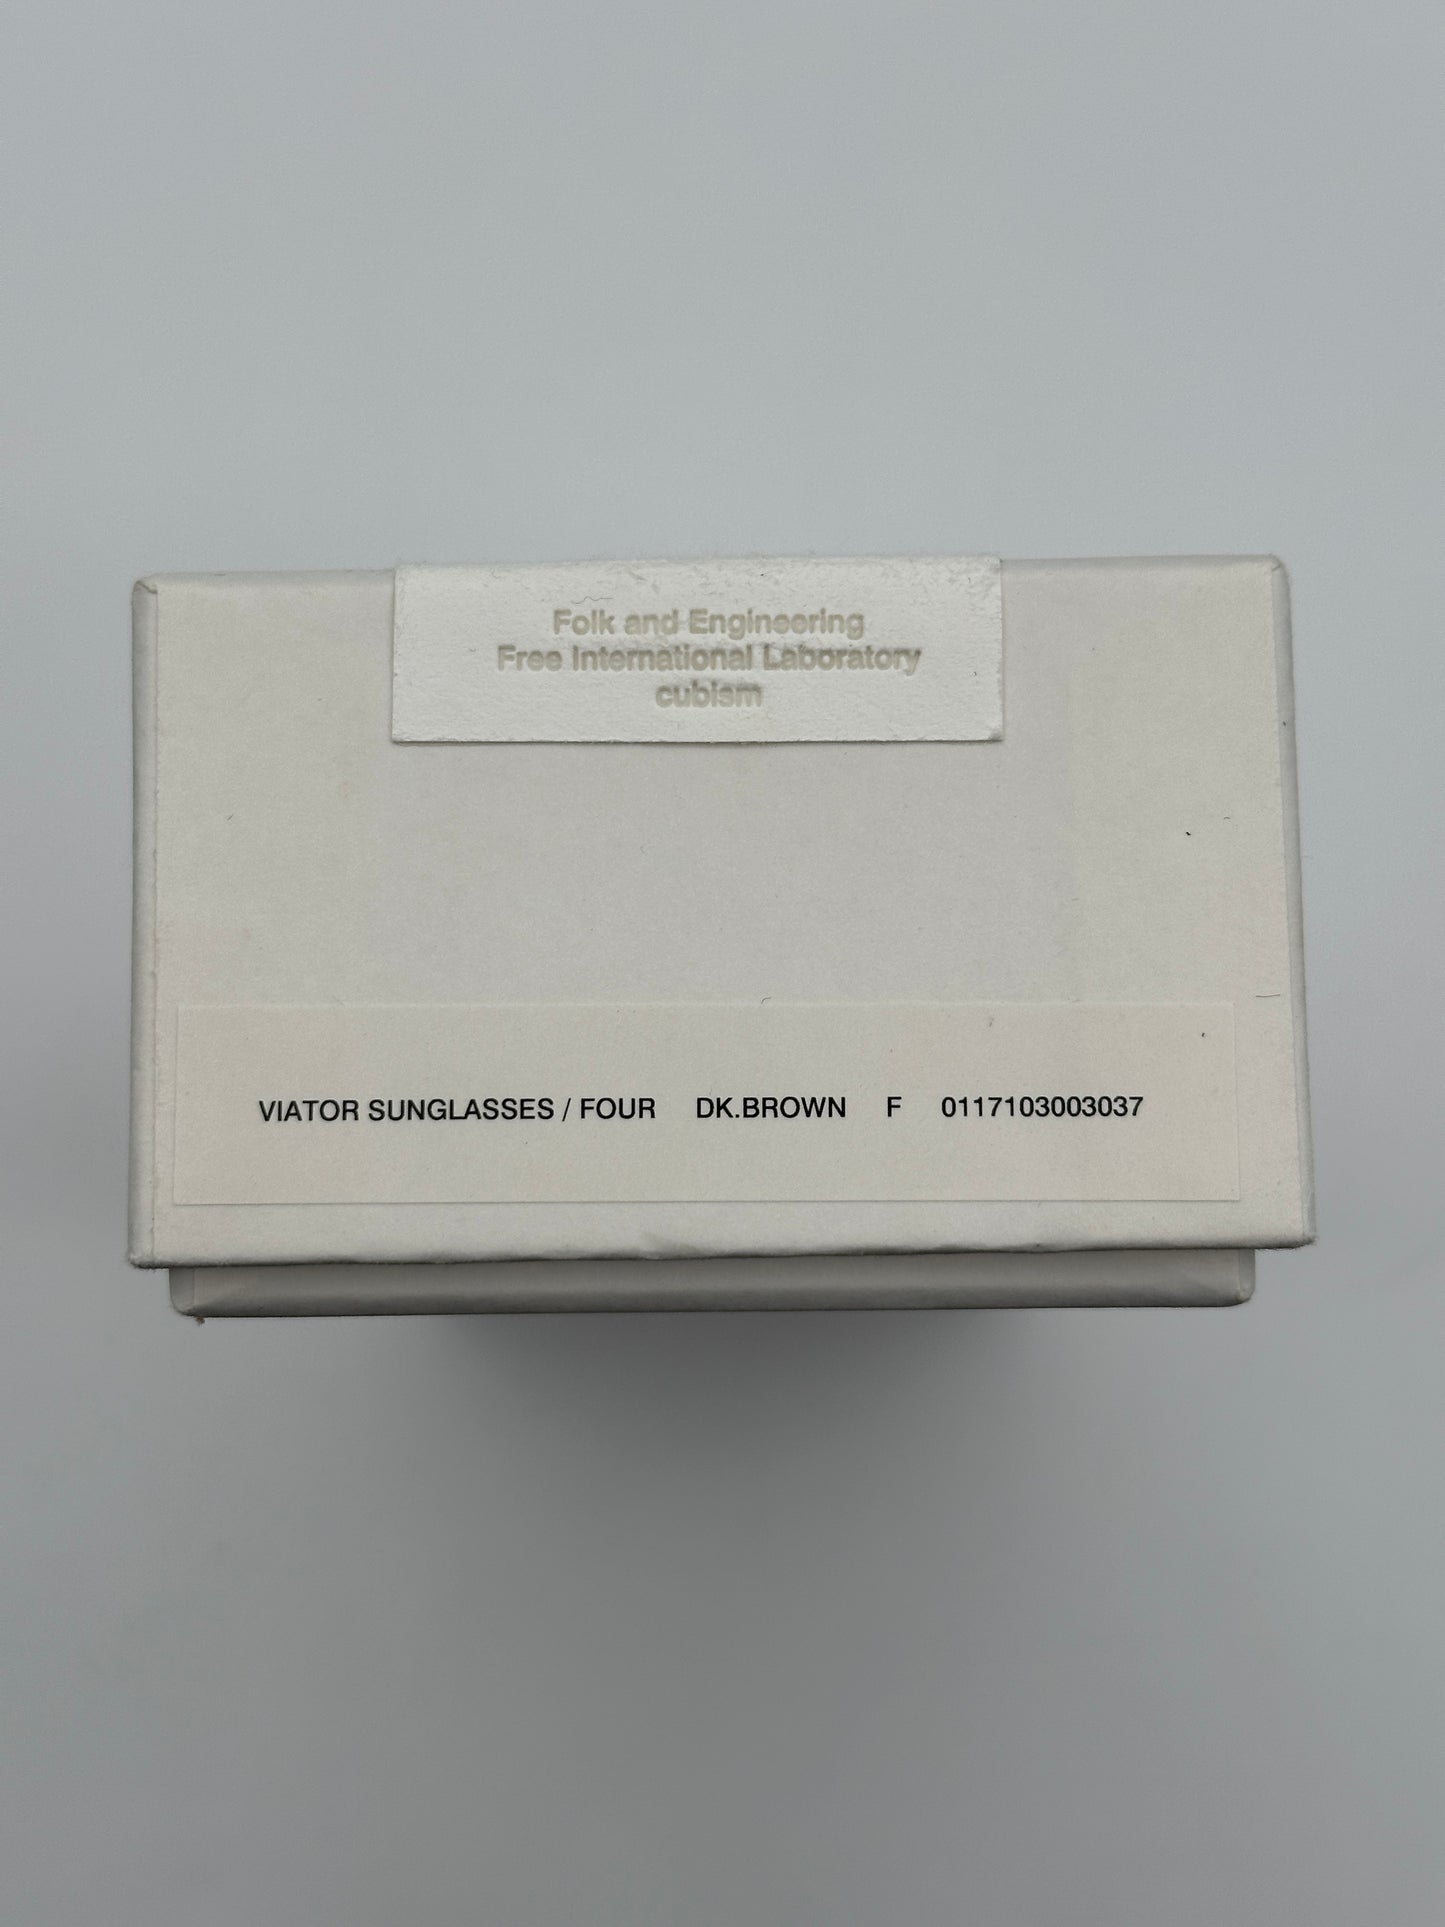 Folk and Engineering
Free International Laboratory
cubism
VIATOR SUNGLASSES / FOUR DK.BROWN F 0117103003037